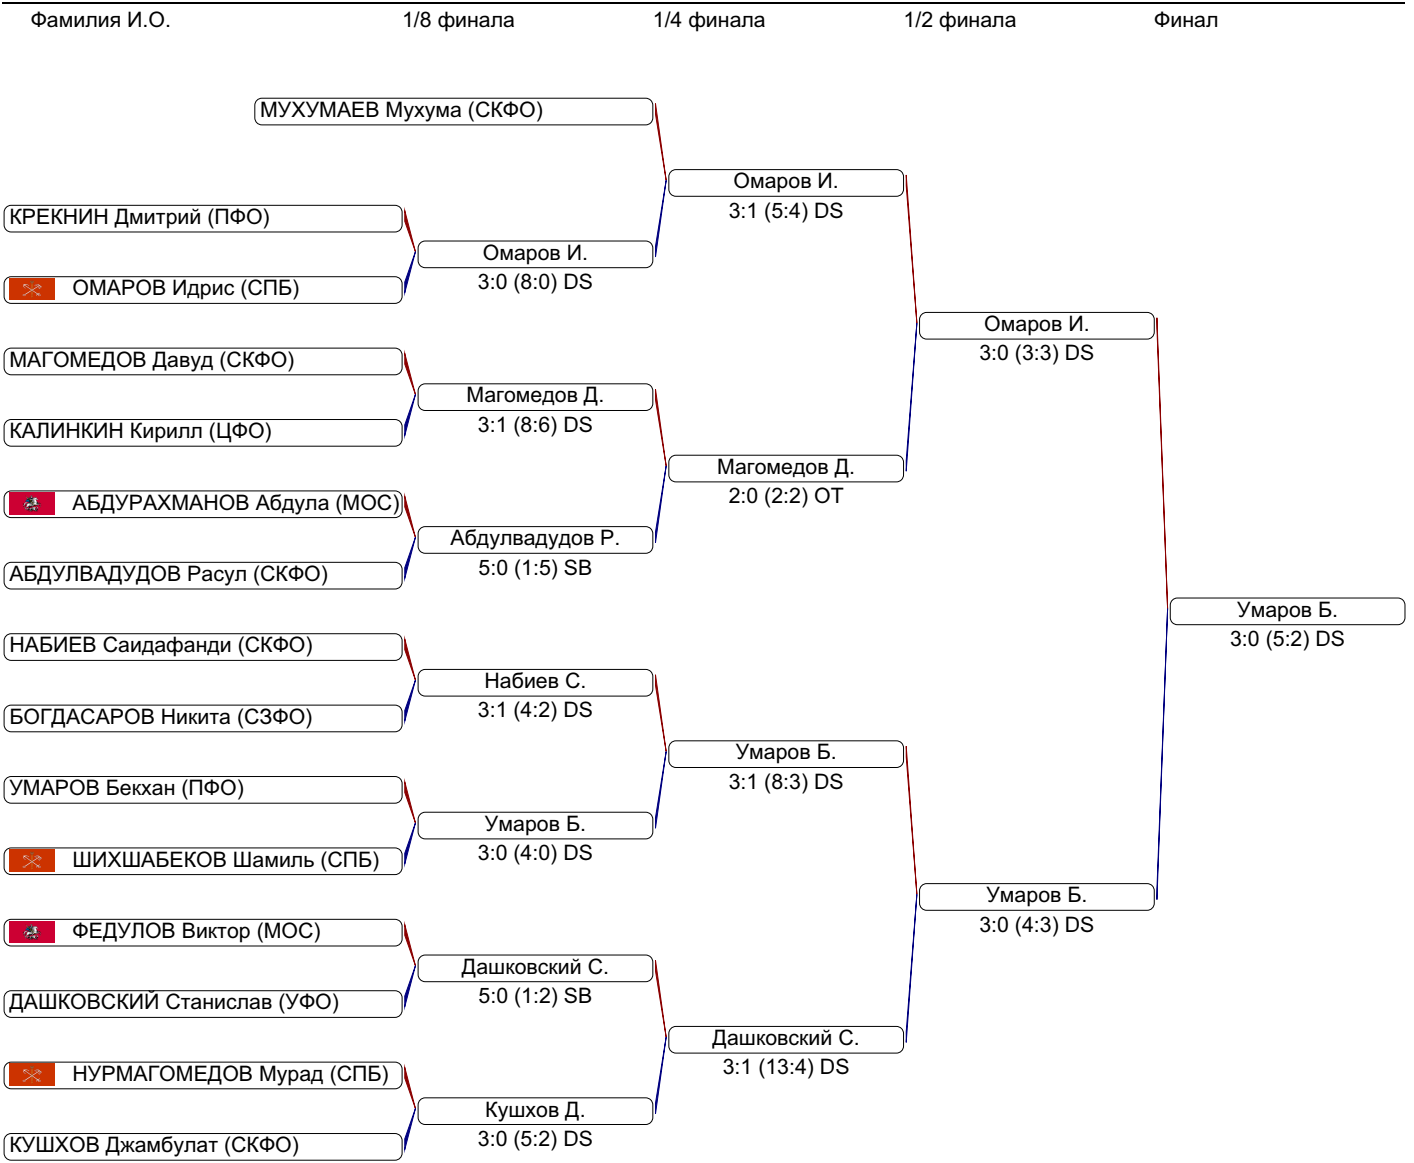 Фамилия И.О. 1/8 финала 1/4 финала 1/2 финала Финал
МУХУМАЕВ Мухума (СКФО)
Омаров И.
3:1 (5:4) DS
КРЕКНИН Дмитрий (ПФО)
Омаров И.
3:0 (8:0) DS
ОМАРОВ Идрис (СПБ)
Омаров И.
3:0 (3:3) DS
МАГОМЕДОВ Давуд (СКФО)
Магомедов Д.
3:1 (8:6) DS
КАЛИНКИН Кирилл (ЦФО)
Магомедов Д.
2:0 (2:2) OT
АБДУРАХМАНОВ Абдула (МОС)
Абдулвадудов Р.
5:0 (1:5) SB
АБДУЛВАДУДОВ Расул (СКФО)
Умаров Б.
3:0 (5:2) DS
НАБИЕВ Саидафанди (СКФО)
Набиев С.
3:1 (4:2) DS
БОГДАСАРОВ Никита (СЗФО)
Умаров Б.
3:1 (8:3) DS
УМАРОВ Бекхан (ПФО)
Умаров Б.
3:0 (4:0) DS
ШИХШАБЕКОВ Шамиль (СПБ)
Умаров Б.
3:0 (4:3) DS
ФЕДУЛОВ Виктор (МОС)
Дашковский С.
5:0 (1:2) SB
ДАШКОВСКИЙ Станислав (УФО)
Дашковский С.
3:1 (13:4) DS
НУРМАГОМЕДОВ Мурад (СПБ)
Кушхов Д.
3:0 (5:2) DS
КУШХОВ Джамбулат (СКФО)